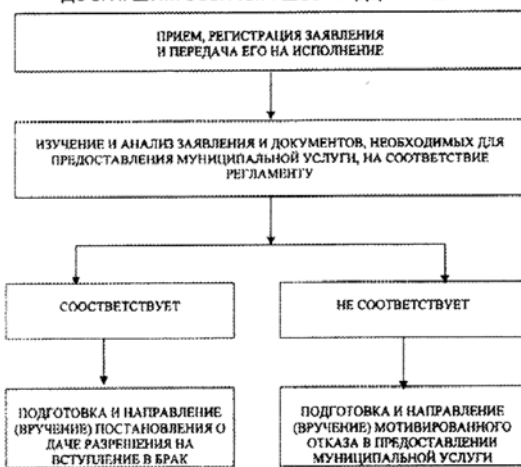 ПРИЕМ, РЕГИСТРАЦИЯ ЗАЯВЛЕНИЯ
И ПЕРЕДАЧА ЕГО НА ИСПОЛНЕНИЕ
ИЗУЧЕНИЕ И АНАЛИЗ ЗАЯВЛЕНИЯ И ДОКУМЕНТОВ, НЕОБХОДИМЫХ ДЛЯ
ПРЕДОСТАВЛЕНИЯ МУНИЦИПАЛЬНОЙ УСЛУГИ, НА СООТВЕТСТВИЕ
РЕГЛАМЕНТУ
СООСТВЕТСТВУЕТ
НЕ СООТВЕТСТВУЕТ
ПОДГОТОВКА И НАПРАВЛЕНИЕ
(ВРУЧЕНИЕ) ПОСТАНОВЛЕНИЯ О
ДАЧЕ РАЗРЕШЕНИЯ НА
ВСТУПЛЕНИЕ В БРАК
ПОДГОТОВКА И НАПРАВЛЕНИЕ
(ВРУЧЕНИЕ) МОТИВИРОВАННОГО
ОТКАЗА В ПРЕДОСТАВЛЕНИИ
МУНИЦИПАЛЬНОЙ УСЛУГИ